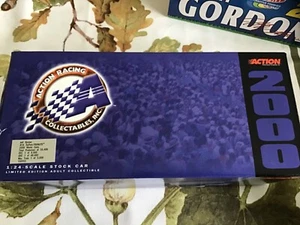 GORDON
ACTION RACING
COLLECTABLES, INC.
ACTION
2000
1:24-SCALE STOCK CAR
LIMITED EDITION ADULT COLLECTIBLE